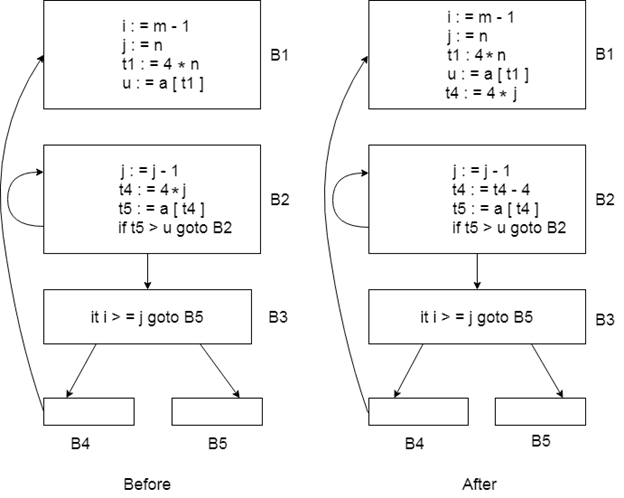 i : = m - 1
j : = n
t1 : = 4 * n
u : = a [ t1 ]
B1
j : = j - 1
t4 : = 4 * j
t5 : = a [ t4 ]
if t5 > u goto B2
B2
it i > = j goto B5
B3
B4
B5
Before
i : = m - 1
j : = n
t1 : 4 * n
u : = a [ t1 ]
t4 : = 4 * j
B1
j : = j - 1
t4 : = t4 - 4
t5 : = a [ t4 ]
if t5 > u goto B2
B2
it i > = j goto B5
B3
B4
B5
After